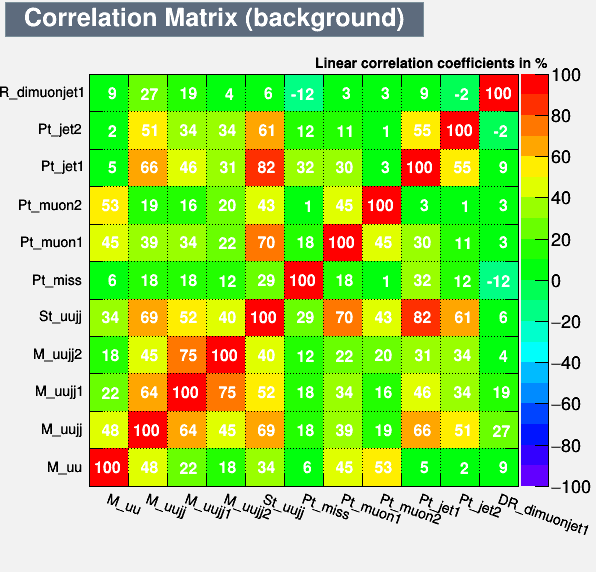 Correlation Matrix (background)
Linear correlation coefficients in %
R_dimuonjet1 9 27 19 4 6 -12 3 3 9 -2 100
Pt_jet2 2 51 34 34 61 12 11 1 55 100 -2
Pt_jet1 5 66 46 31 82 32 30 3 100 55 9
Pt_muon2 53 19 16 20 43 1 45 100 3 1 3
Pt_muon1 45 39 34 22 70 18 100 45 30 11 3
Pt_miss 6 18 18 12 29 100 18 1 32 12 -12
St_uujj 34 69 52 40 100 29 70 43 82 61 6
M_uujj2 18 45 75 100 40 12 22 20 31 34 4
M_uujj1 22 64 100 75 52 18 34 16 46 34 19
M_uujj 48 100 64 45 69 18 39 19 66 51 27
M_uu 100 48 22 18 34 6 45 53 5 2 9
M_uu M_uujj M_uujj1 M_uujj2 St_uujj Pt_miss Pt_muon1 Pt_muon2 Pt_jet1 Pt_jet2 DR_dimuonjet1
100
80
60
40
20
0
−20
−40
−60
−80
−100